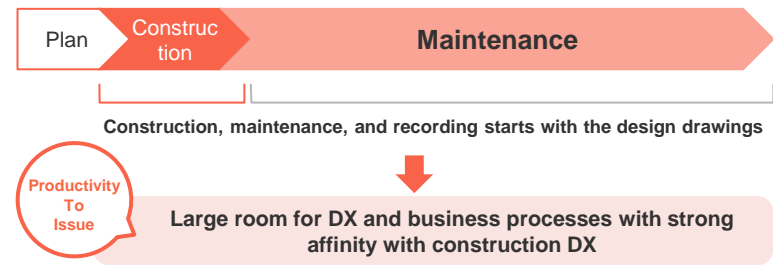 Plan
Construc
tion
Maintenance
Construction, maintenance, and recording starts with the design drawings
Productivity
To
Issue
Large room for DX and business processes with strong
affinity with construction DX